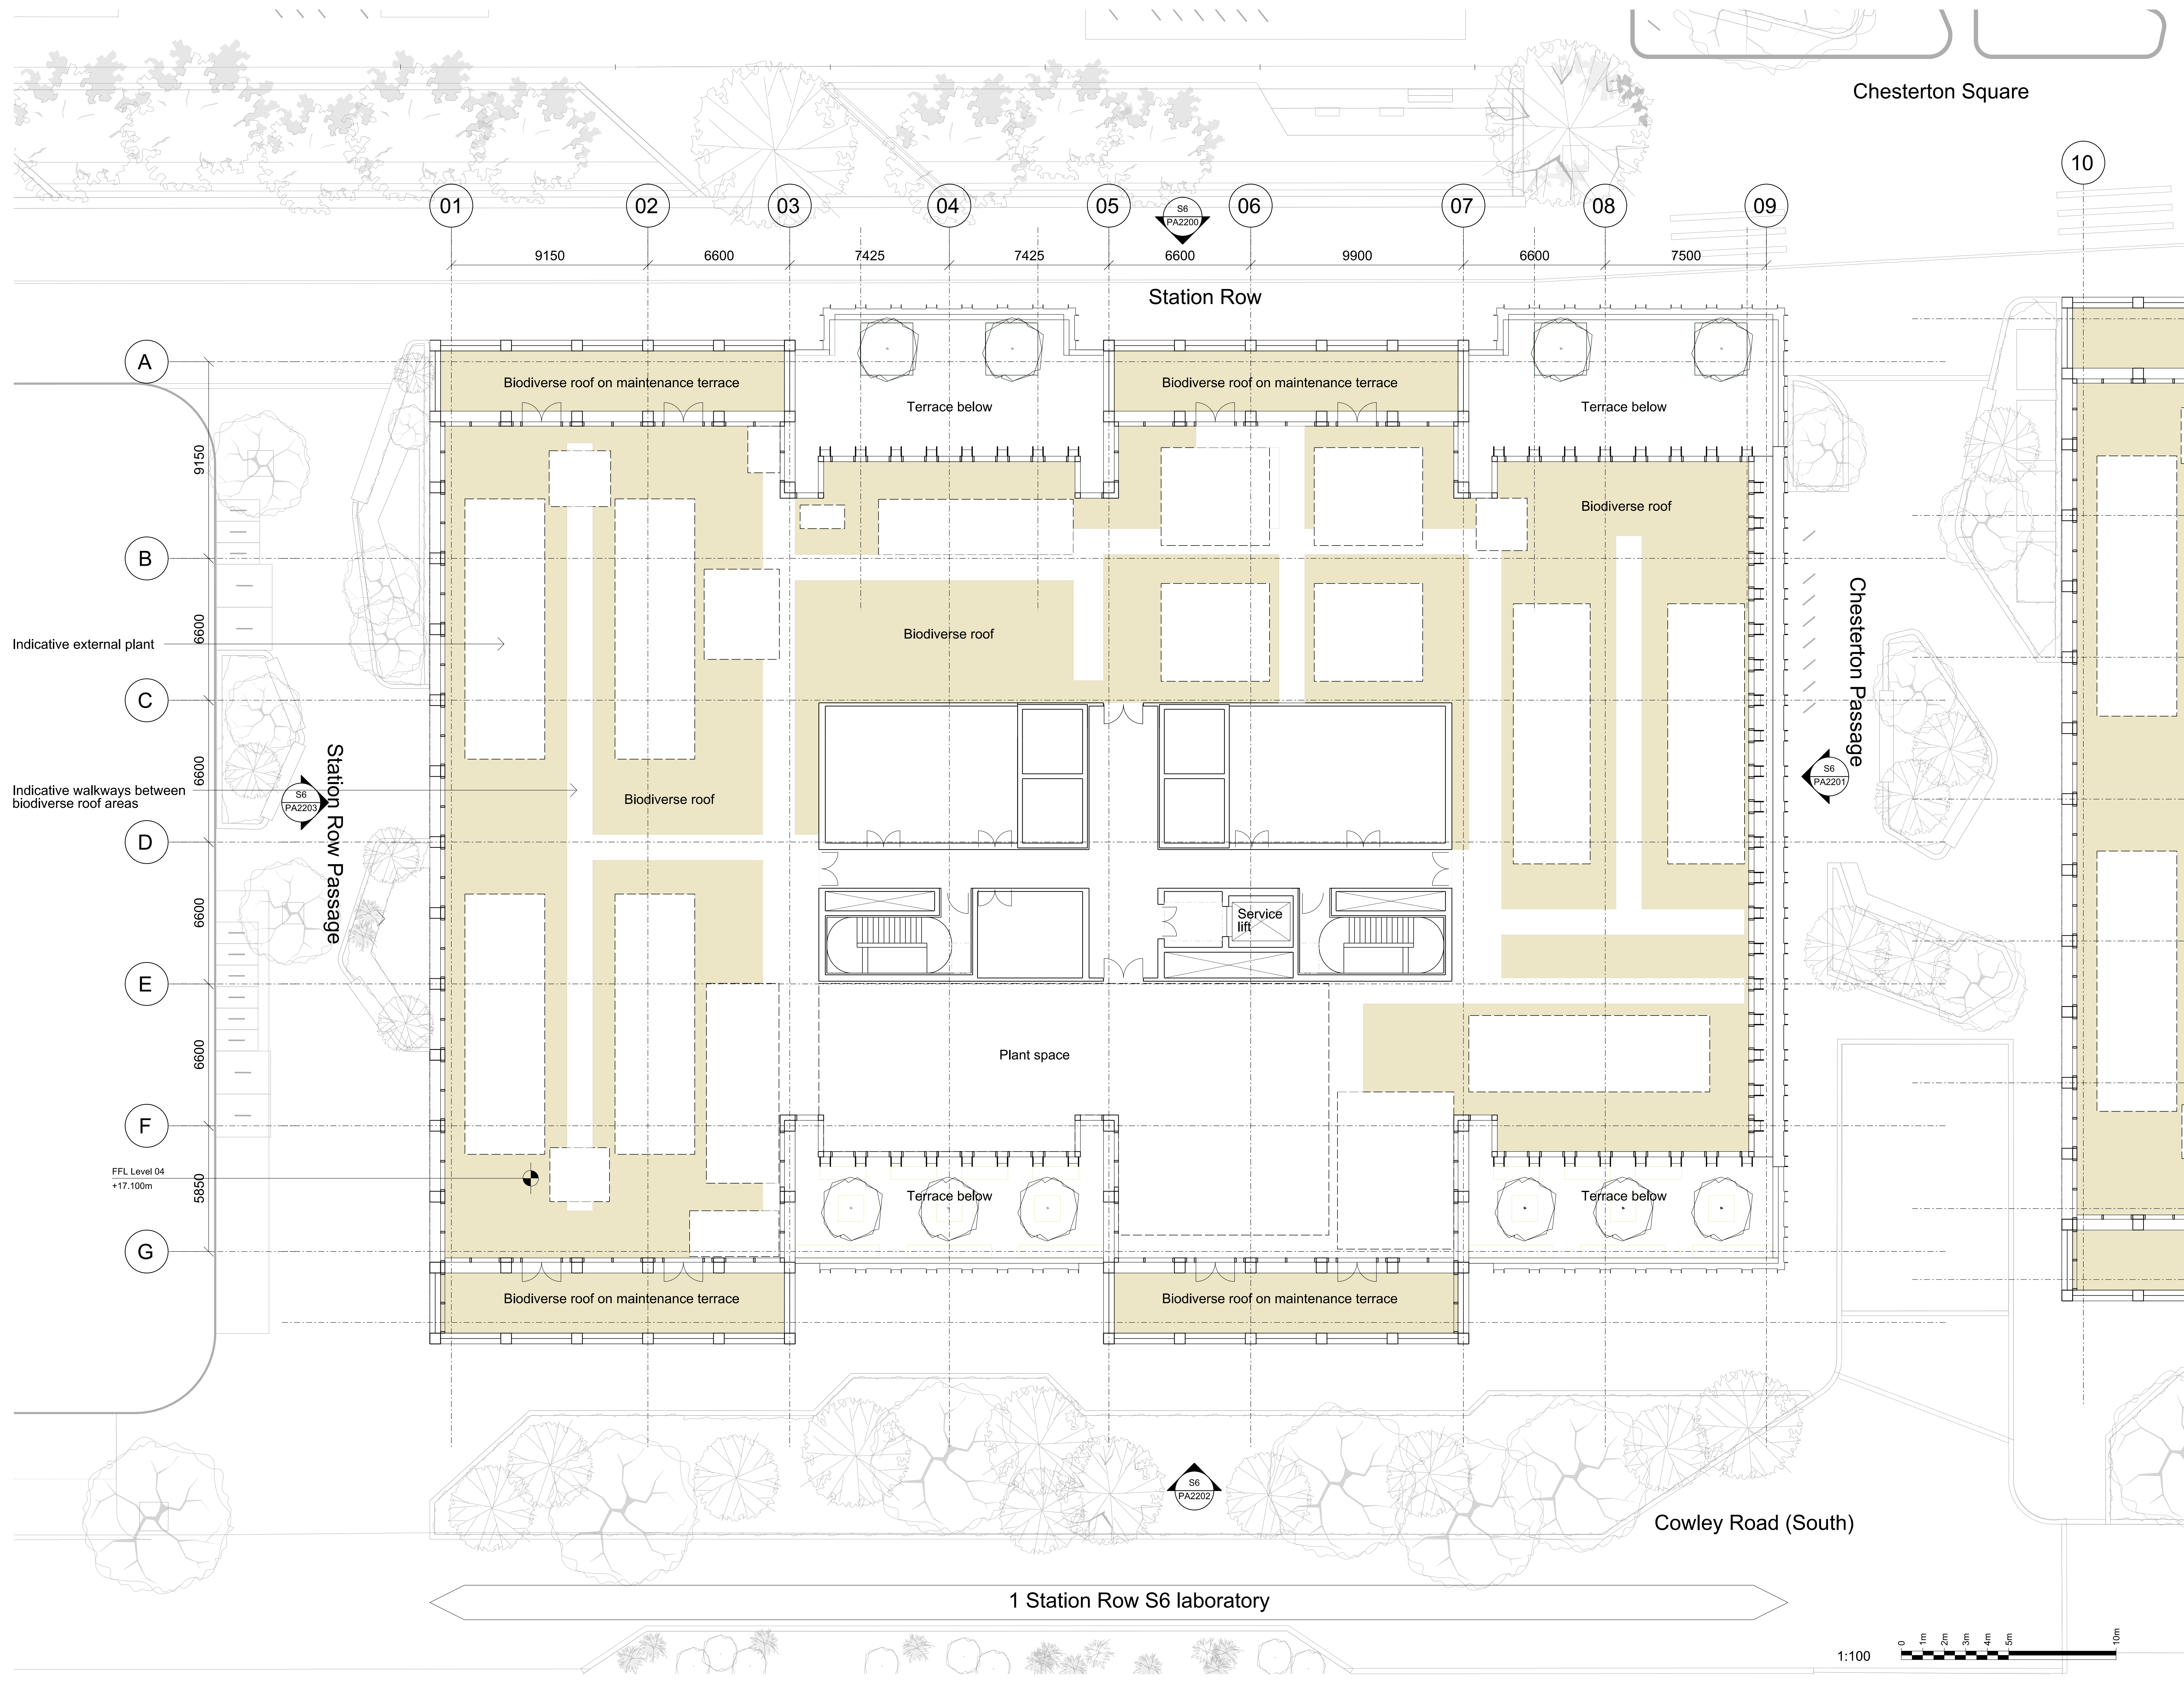 Chesterton Square
10
01
02
03
04
05
06
07
08
09
S6
PA2200
9150
6600
7425
7425
6600
9900
6600
7500
Station Row
A
Biodiverse roof on maintenance terrace
Terrace below
Biodiverse roof on maintenance terrace
Terrace below
9150
Biodiverse roof
B
6600
Indicative external plant
Biodiverse roof
Chesterton Passage
C
6600
Indicative walkways between
biodiverse roof areas
S6
PA2203
Station Row Passage
Biodiverse roof
S6
PA2201
D
6600
Service
lift
E
6600
Plant space
F
FFL Level 04
+17.100m
5850
Terrace below
Terrace below
G
Biodiverse roof on maintenance terrace
Biodiverse roof on maintenance terrace
S6
PA2202
Cowley Road (South)
1 Station Row S6 laboratory
1:100
0
1m
2m
3m
4m
5m
10m